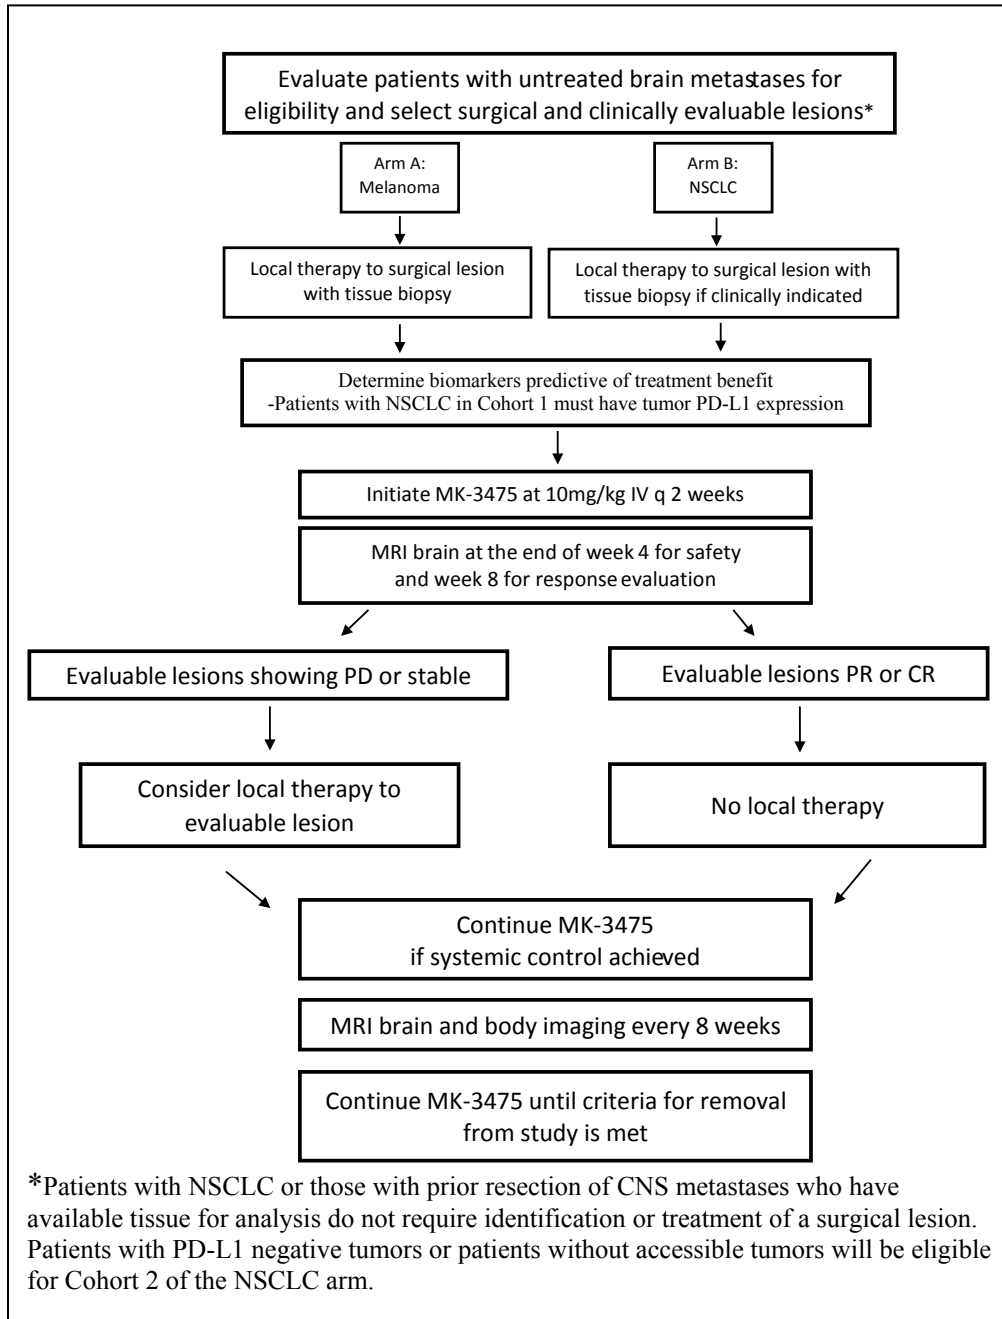 Evaluate patients with untreated brain metastases for
eligibility and select surgical and clinically evaluable lesions*
Arm A:
Melanoma
Arm B:
NSCLC
Local therapy to surgical lesion
with tissue biopsy
Local therapy to surgical lesion with
tissue biopsy if clinically indicated
Determine biomarkers predictive of treatment benefit
-Patients with NSCLC in Cohort 1 must have tumor PD-L1 expression
Initiate MK-3475 at 10mg/kg IV q 2 weeks
MRI brain at the end of week 4 for safety
and week 8 for response evaluation
Evaluable lesions showing PD or stable
Evaluable lesions PR or CR
Consider local therapy to
evaluable lesion
No local therapy
Continue MK-3475
if systemic control achieved
MRI brain and body imaging every 8 weeks
Continue MK-3475 until criteria for removal
from study is met
*Patients with NSCLC or those with prior resection of CNS metastases who have
available tissue for analysis do not require identification or treatment of a surgical lesion.
Patients with PD-L1 negative tumors or patients without accessible tumors will be eligible
for Cohort 2 of the NSCLC arm.